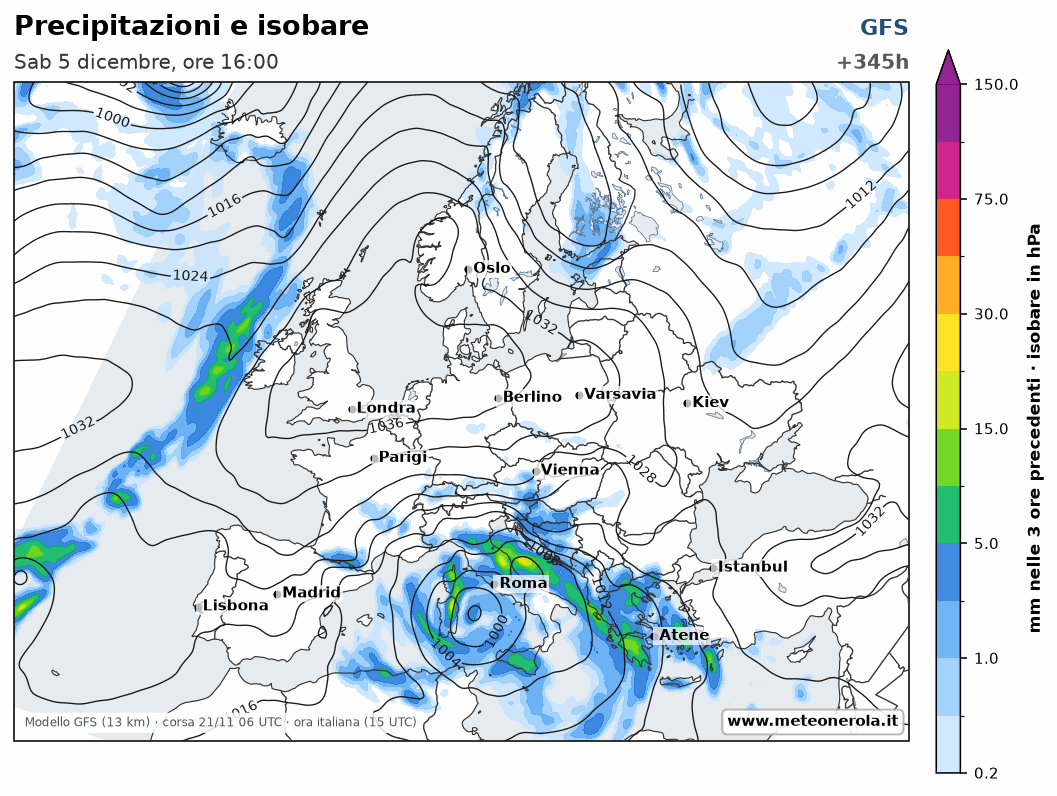 Precipitazioni e isobare
GFS
Sab 5 dicembre, ore 16:00
+345h
150.0
1000
1016
1012
75.0
Oslo
1024
30.0
1032
Berlino
Varsavia
Kiev
Londra
1032
1036
15.0
Parigi
Vienna
1032
5.0
1008
Istanbul
Roma
Madrid
1012
Lisbona
1000
Atene
1004
1.0
1016
Modello GFS (13 km) · corsa 21/11 06 UTC · ora italiana (15 UTC)
www.meteonerola.it
0.2
mm nelle 3 ore precedenti · isobare in hPa